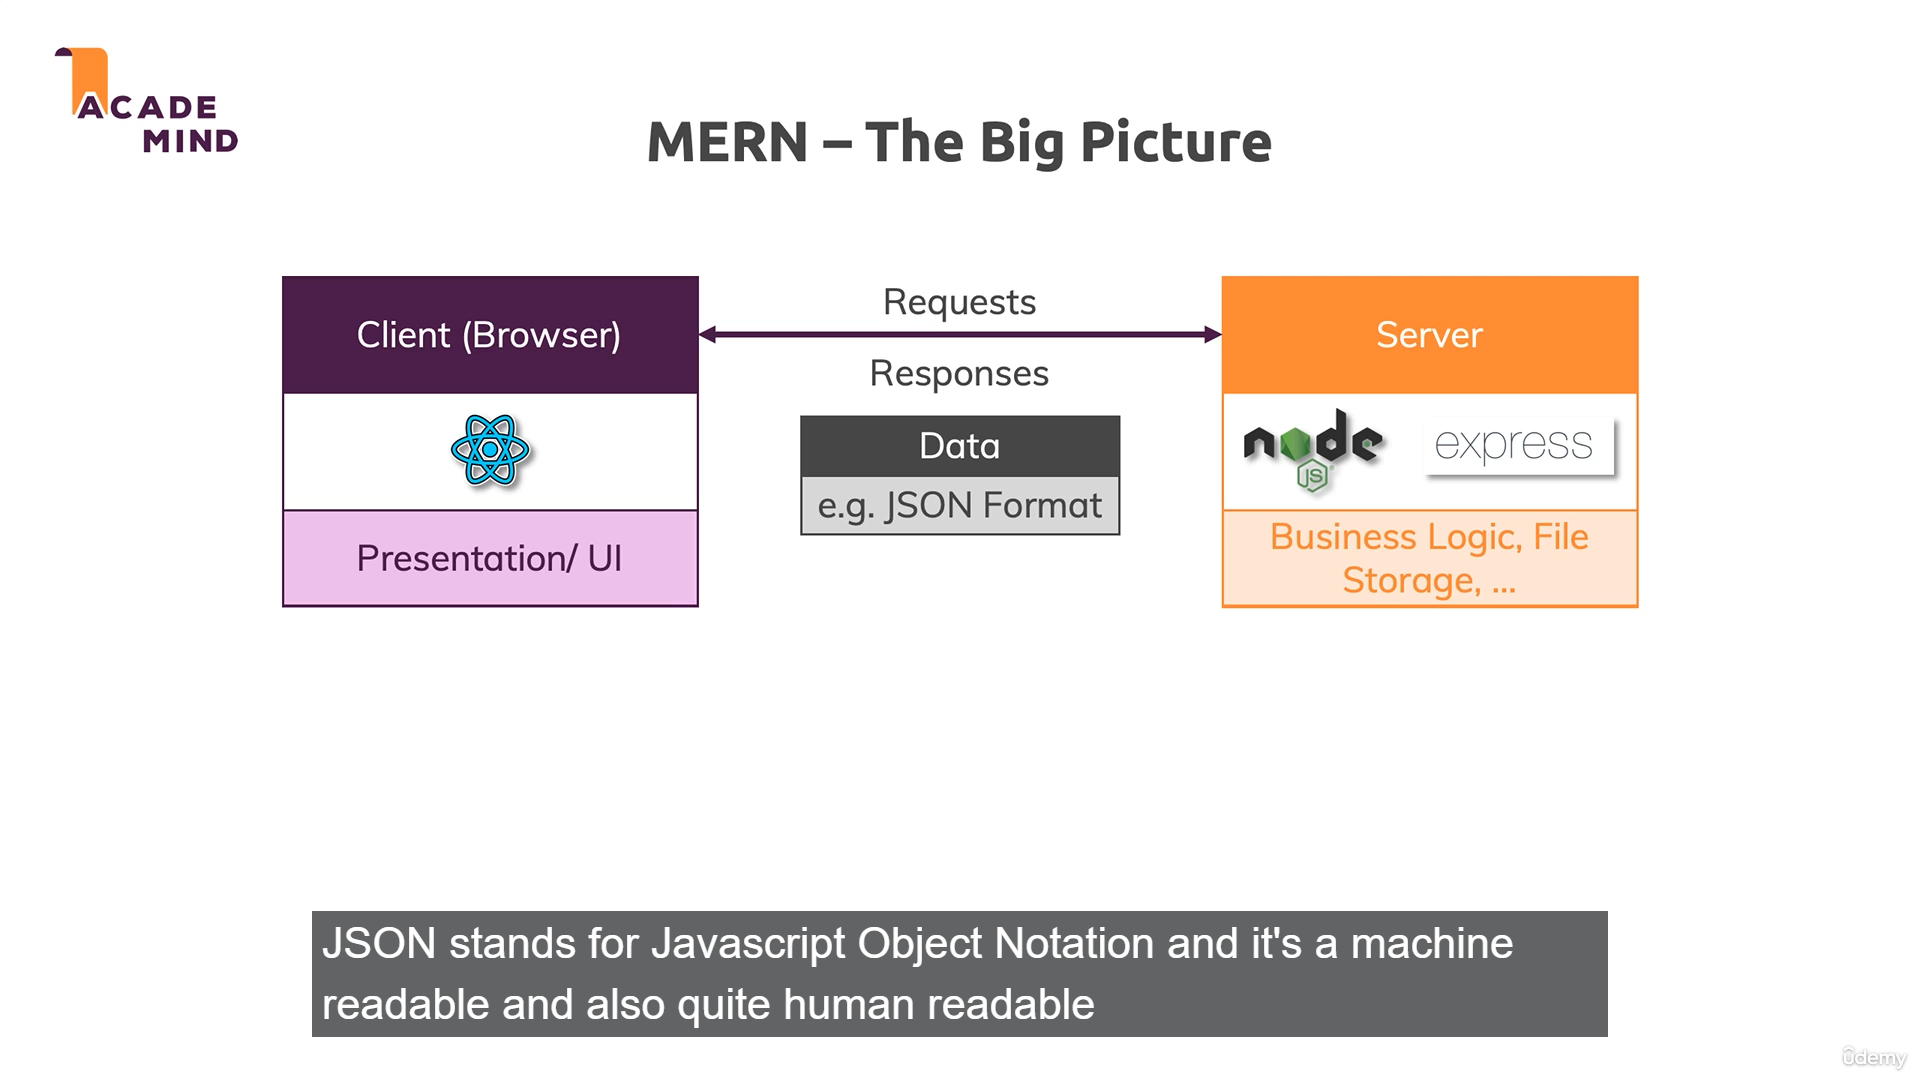 ACADE
MIND
MERN – The Big Picture
Client (Browser)
Requests
Responses
Server
Data
e.g. JSON Format
node
JS
express
Presentation/ UI
Business Logic, File
Storage, ...
JSON stands for Javascript Object Notation and it's a machine
readable and also quite human readable
ûdemy